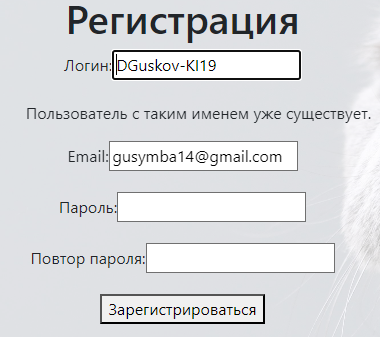 Регистрация
Логин: DGuskov-KI19
Пользователь с таким именем уже существует.
Email: gusymba14@gmail.com
Пароль:
Повтор пароля:
Зарегистрироваться